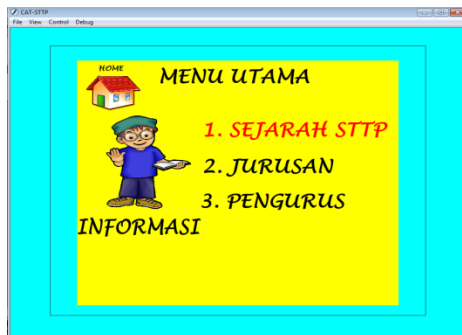 CAT-STTP
File View Control Debug
HOME
MENU UTAMA
1. SEJARAH STTP
2. JURUSAN
3. PENGURUS
INFORMASI